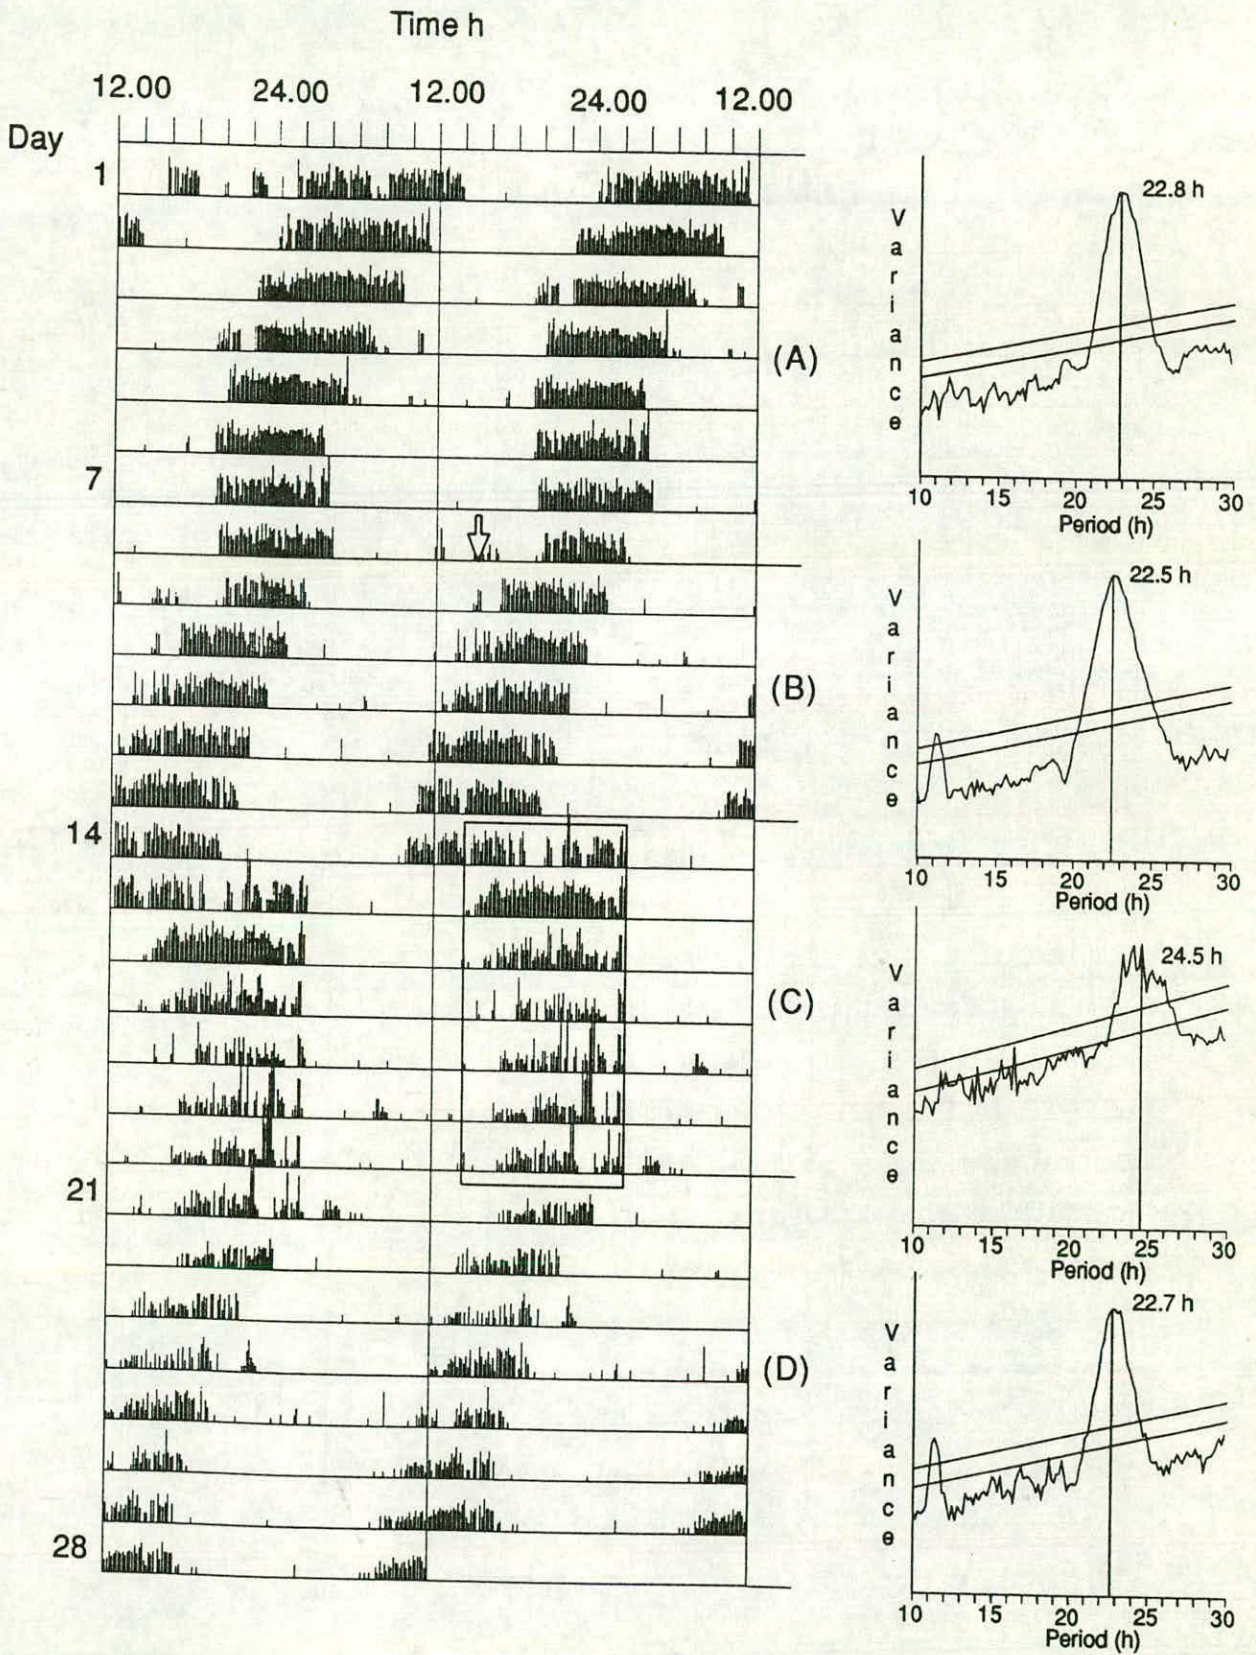 Time h
12.00 24.00 12.00 24.00 12.00
Day
1
7
14
21
28
(A)
(B)
(C)
(D)
Variance
22.8 h
10 15 20 25 30
Period (h)
Variance
22.5 h
10 15 20 25 30
Period (h)
Variance
24.5 h
10 15 20 25 30
Period (h)
Variance
22.7 h
10 15 20 25 30
Period (h)